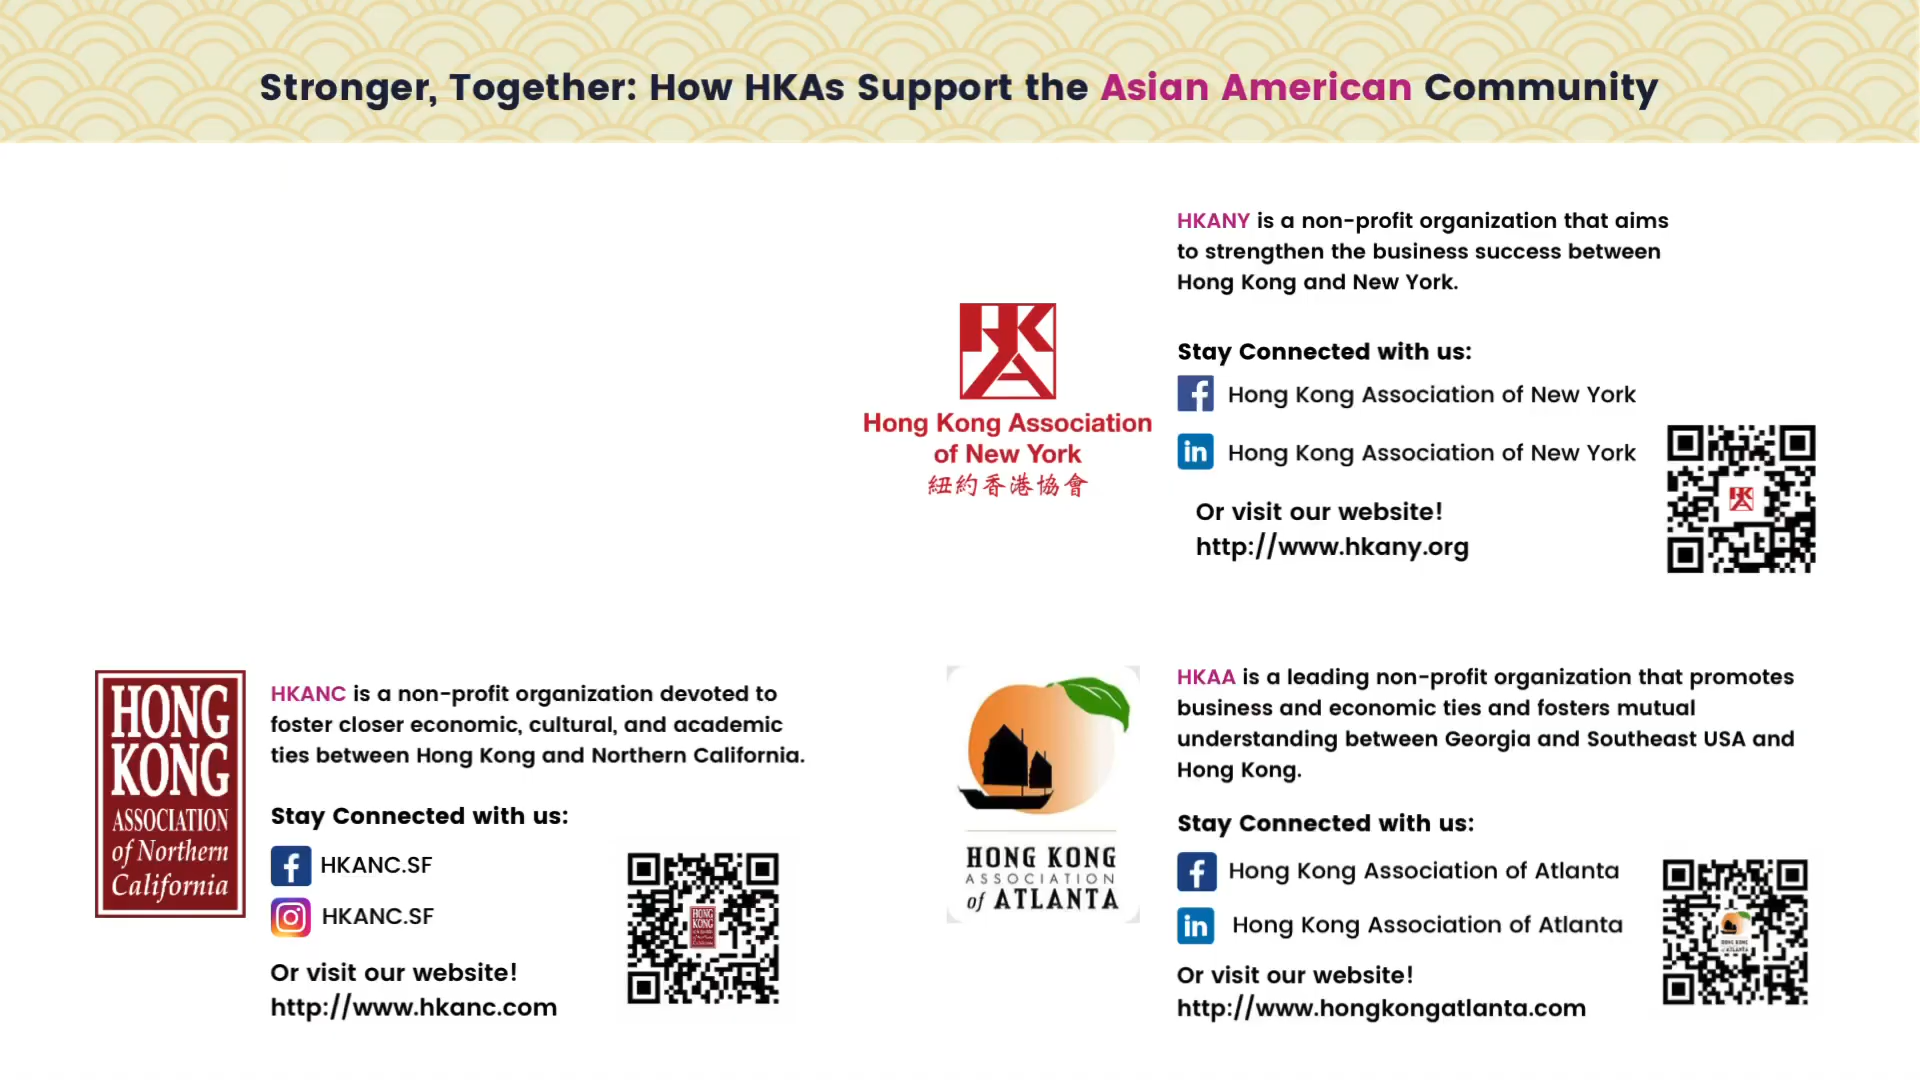 Stronger, Together: How HKAs Support the Asian American Community
HKANY is a non-profit organization that aims
to strengthen the business success between
Hong Kong and New York.
HKA
Hong Kong Association
of New York
紐約香港協會
Stay Connected with us:
Hong Kong Association of New York
Hong Kong Association of New York
Or visit our website!
http://www.hkany.org
HONG
KONG
ASSOCIATION
of Northern
California
HKANC is a non-profit organization devoted to
foster closer economic, cultural, and academic
ties between Hong Kong and Northern California.
Stay Connected with us:
HKANC.SF
HKANC.SF
Or visit our website!
http://www.hkanc.com
HONG KONG
ASSOCIATION
of ATLANTA
HKAA is a leading non-profit organization that promotes
business and economic ties and fosters mutual
understanding between Georgia and Southeast USA and
Hong Kong.
Stay Connected with us:
Hong Kong Association of Atlanta
Hong Kong Association of Atlanta
Or visit our website!
http://www.hongkongatlanta.com